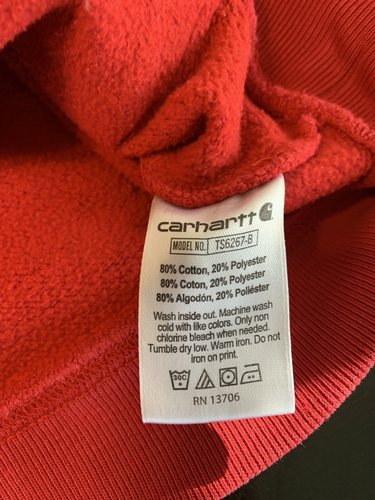 carhartt
MODEL NO. TS6267-B
80% Cotton, 20% Polyester
80% Coton, 20% Polyester
80% Algodón, 20% Poliéster
Wash inside out. Machine wash
cold with like colors. Only non
chlorine bleach when needed.
Tumble dry low. Warm iron. Do not
iron on print.
30C
RN 13706